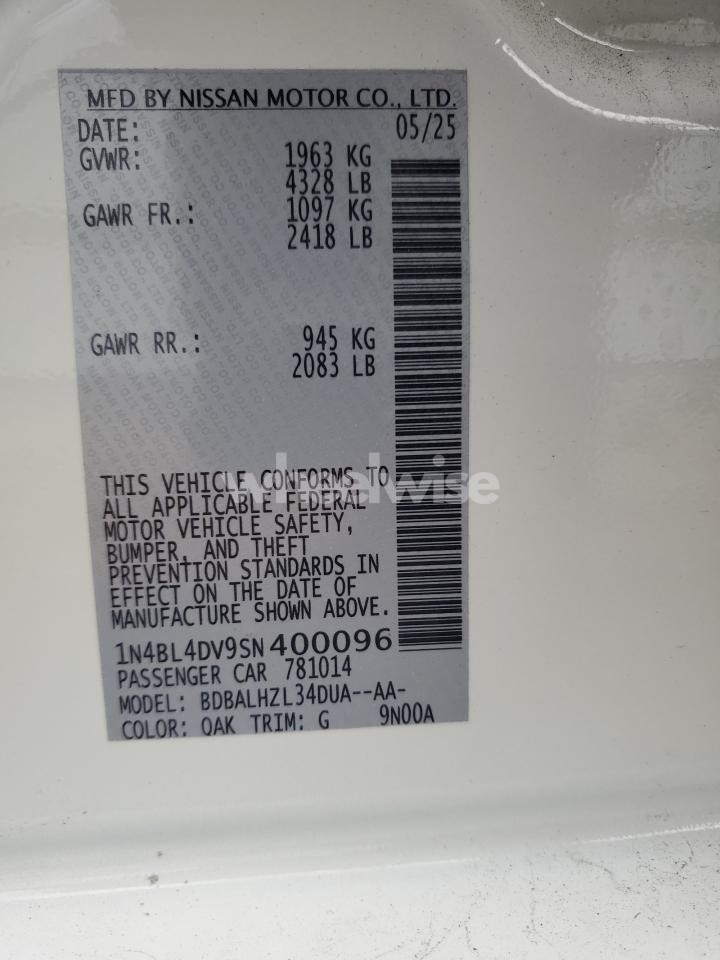 MFD BY NISSAN MOTOR CO., LTD.
DATE: 05/25
GVWR: 1963 KG
4328 LB
GAWR FR.: 1097 KG
2418 LB
GAWR RR.: 945 KG
2083 LB
wheelwise
THIS VEHICLE CONFORMS TO
ALL APPLICABLE FEDERAL
MOTOR VEHICLE SAFETY,
BUMPER, AND THEFT
PREVENTION STANDARDS IN
EFFECT ON THE DATE OF
MANUFACTURE SHOWN ABOVE.
1N4BL4DV9SN400096
PASSENGER CAR 781014
MODEL: BDBALHZL34DUA--AA-
COLOR: QAK TRIM: G 9N00A